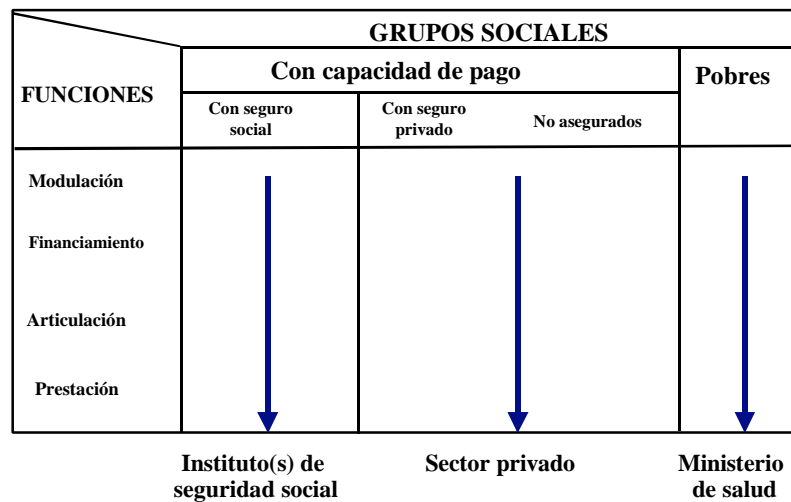 GRUPOS SOCIALES
FUNCIONES
Con capacidad de pago
Pobres
Con seguro
social
Con seguro
privado
No asegurados
Modulación
Financiamiento
Articulación
Prestación
Instituto(s) de
seguridad social
Sector privado
Ministerio
de salud